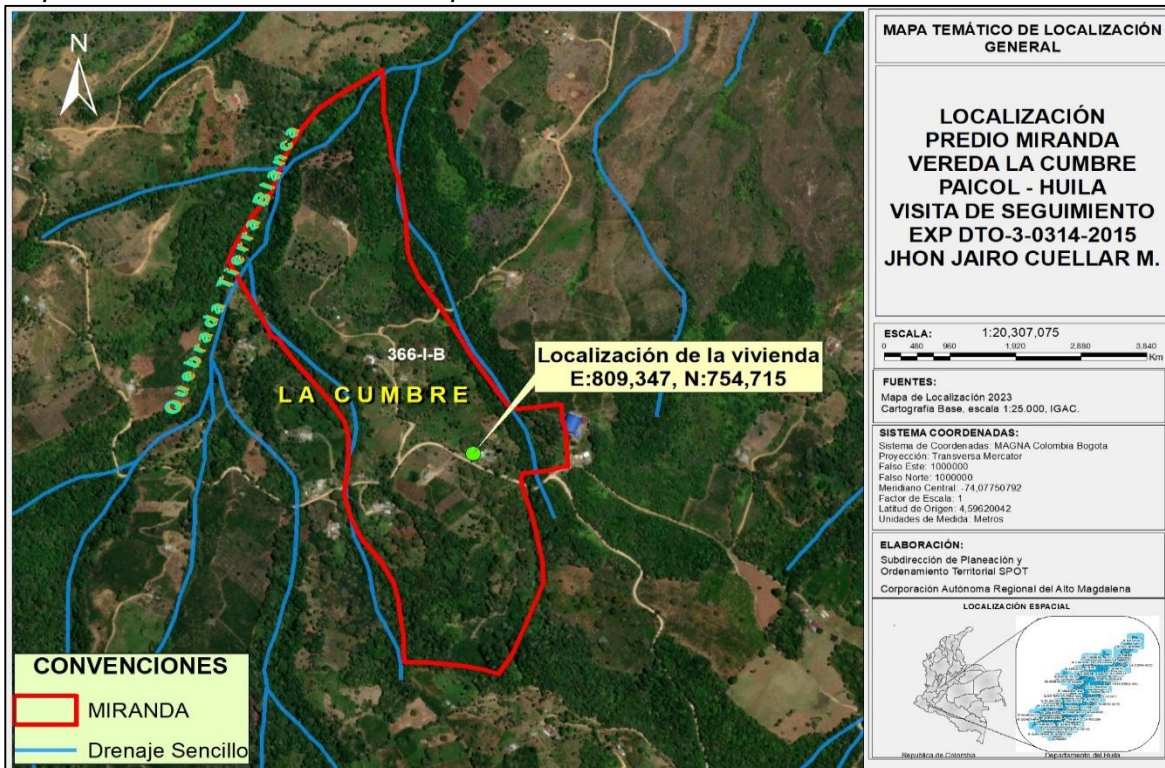 N
Quebrada Tierra Blanca
366-I-B
LA CUMBRE
Localización de la vivienda
E:809,347, N:754,715
CONVENCIONES
MIRANDA
Drenaje Sencillo
MAPA TEMÁTICO DE LOCALIZACIÓN
GENERAL
LOCALIZACIÓN
PREDIO MIRANDA
VEREDA LA CUMBRE
PAICOL - HUILA
VISITA DE SEGUIMIENTO
EXP DTO-3-0314-2015
JHON JAIRO CUELLAR M.
ESCALA: 1:20,307,075
0 480 960 1,920 2,880 3,840
Km
FUENTES:
Mapa de Localización 2023
Cartografia Base, escala 1:25.000, IGAC.
SISTEMA COORDENADAS:
Sistema de Coordenadas: MAGNA Colombia Bogota
Proyección: Transversa Mercator
Falso Este: 1000000
Falso Norte: 1000000
Meridiano Central: -74,07750792
Factor de Escala: 1
Latitud de Origen: 4,59620042
Unidades de Medida: Metros
ELABORACIÓN:
Subdirección de Planeación y
Ordenamiento Territorial SPOT
Corporación Autónoma Regional del Alto Magdalena
LOCALIZACIÓN ESPACIAL
Republica de Colombia
Departamento del Huila